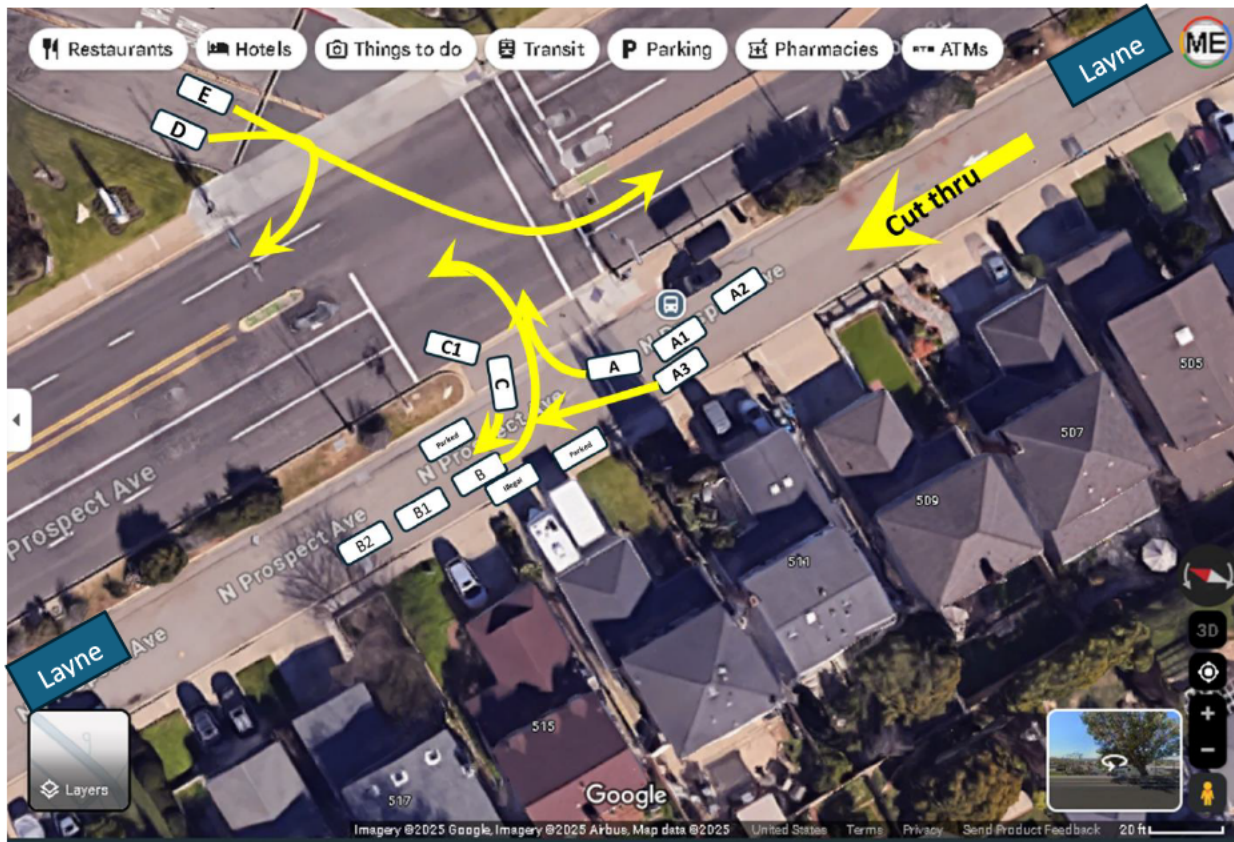 Restaurants
Hotels
Things to do
Transit
Parking
Pharmacies
ATMs
Layne
ME
E
D
Cut thru
A2
N Prospect Ave
A1
A
A3
C1
C
505
507
509
511
Parked
N Prospect Ave
Parked
B
Illegal
B1
B2
Prospect Ave
N Prospect Ave
Layne
515
517
3D
Layers
Google
Imagery ©2025 Google, Imagery ©2025 Airbus, Map data ©2025 United States Terms Privacy Send Product Feedback 20 ft